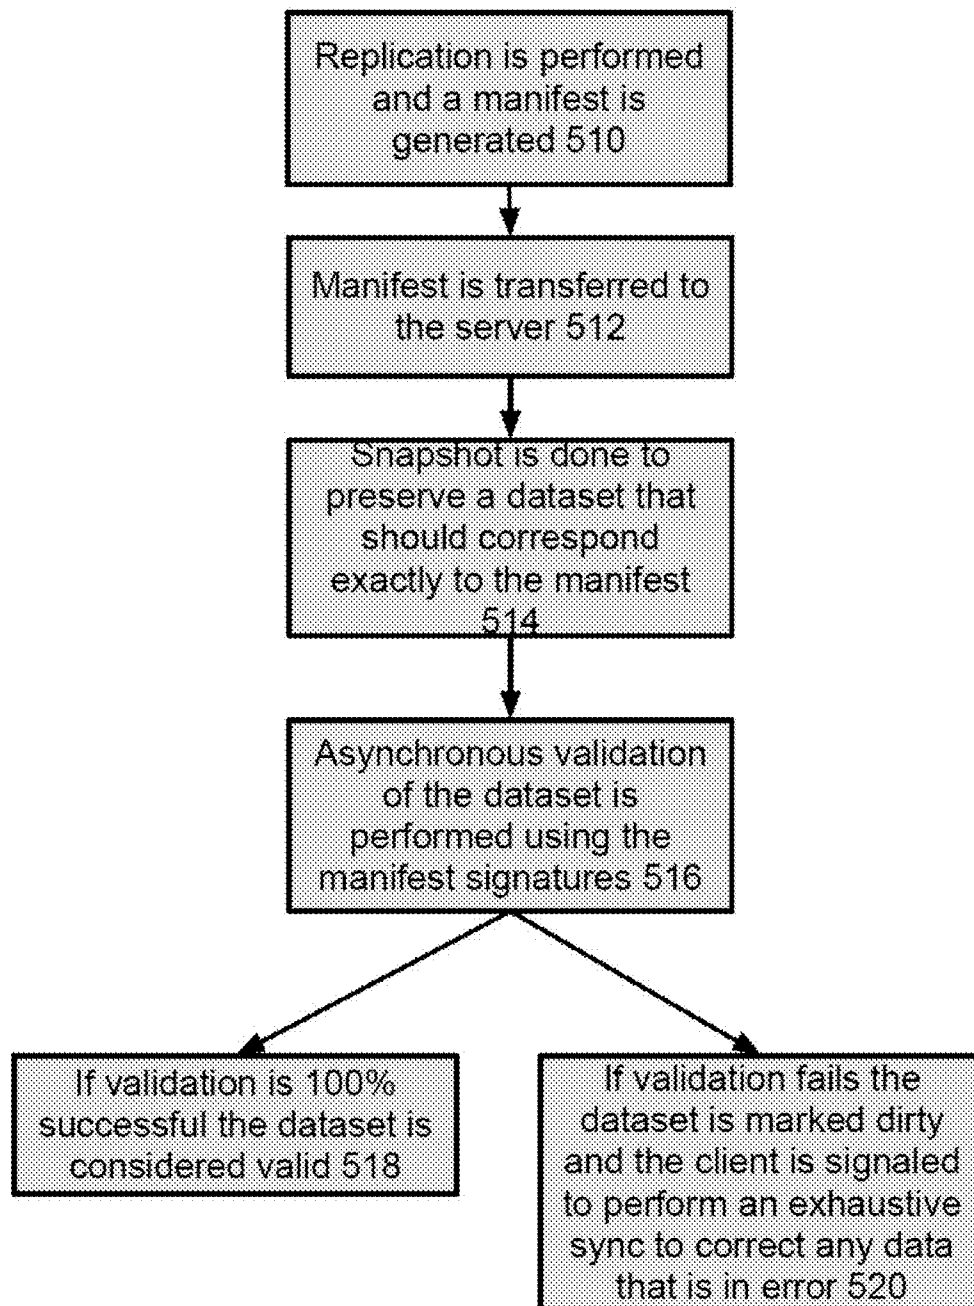 Replication is performed
and a manifest is
generated 510
Manifest is transferred to
the server 512
Snapshot is done to
preserve a dataset that
should correspond
exactly to the manifest
514
Asynchronous validation
of the dataset is
performed using the
manifest signatures 516
If validation is 100%
successful the dataset is
considered valid 518
If validation fails the
dataset is marked dirty
and the client is signaled
to perform an exhaustive
sync to correct any data
that is in error 520